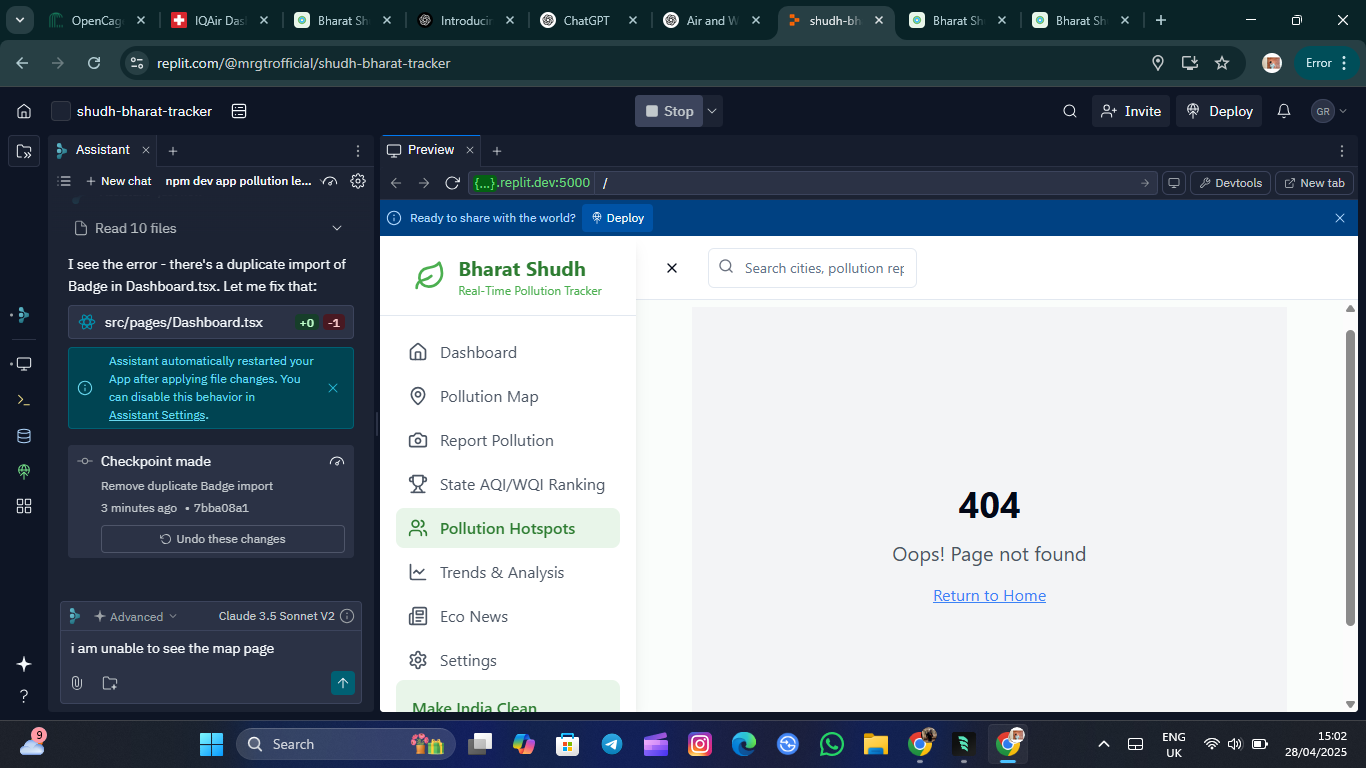 OpenCag
IQAir Das
Bharat Sh
Introducin
ChatGPT
Air and W
shudh-bh
Bharat Sh
Bharat Sh
replit.com/@mrgtrofficial/shudh-bharat-tracker
Error
shudh-bharat-tracker
Stop
Invite
Deploy
GR
Assistant
Preview
New chat
npm dev app pollution le...
{...}.replit.dev:5000
/
Devtools
New tab
Ready to share with the world?
Deploy
Read 10 files
I see the error - there's a duplicate import of
Badge in Dashboard.tsx. Let me fix that:
src/pages/Dashboard.tsx +0 -1
Assistant automatically restarted your
App after applying file changes. You
can disable this behavior in
Assistant Settings.
Checkpoint made
Remove duplicate Badge import
3 minutes ago • 7bba08a1
Undo these changes
Advanced
Claude 3.5 Sonnet V2
i am unable to see the map page
Bharat Shudh
Real-Time Pollution Tracker
Search cities, pollution rep
Dashboard
Pollution Map
Report Pollution
State AQI/WQI Ranking
Pollution Hotspots
Trends & Analysis
Eco News
Settings
Make India Clean
404
Oops! Page not found
Return to Home
9
Search
ENG
UK
15:02
28/04/2025